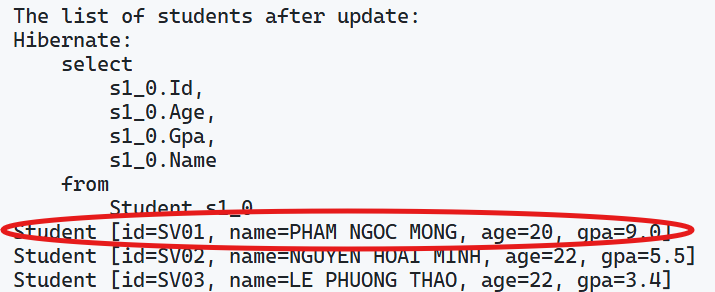 The list of students after update:
Hibernate:
    select
        s1_0.Id,
        s1_0.Age,
        s1_0.Gpa,
        s1_0.Name
    from
        Student s1_0
Student [id=SV01, name=PHAM NGOC MONG, age=20, gpa=9.0]
Student [id=SV02, name=NGUYEN HOAI MINH, age=22, gpa=5.5]
Student [id=SV03, name=LE PHUONG THAO, age=22, gpa=3.4]